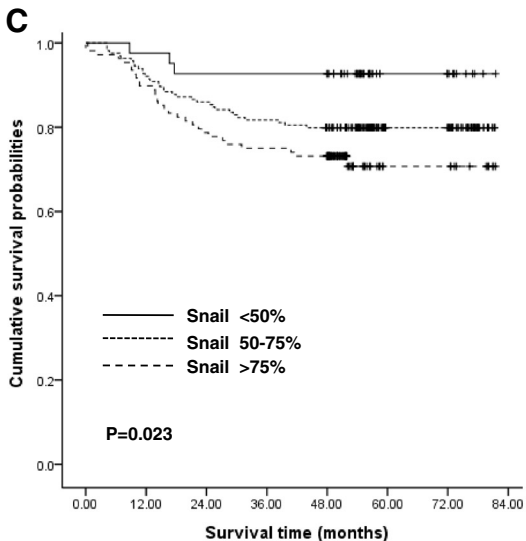 C
Cumulative survival probabilities
1.0
0.8
0.6
0.4
0.2
0.0
Snail <50%
Snail 50-75%
Snail >75%
P=0.023
0.00 12.00 24.00 36.00 48.00 60.00 72.00 84.00
Survival time (months)